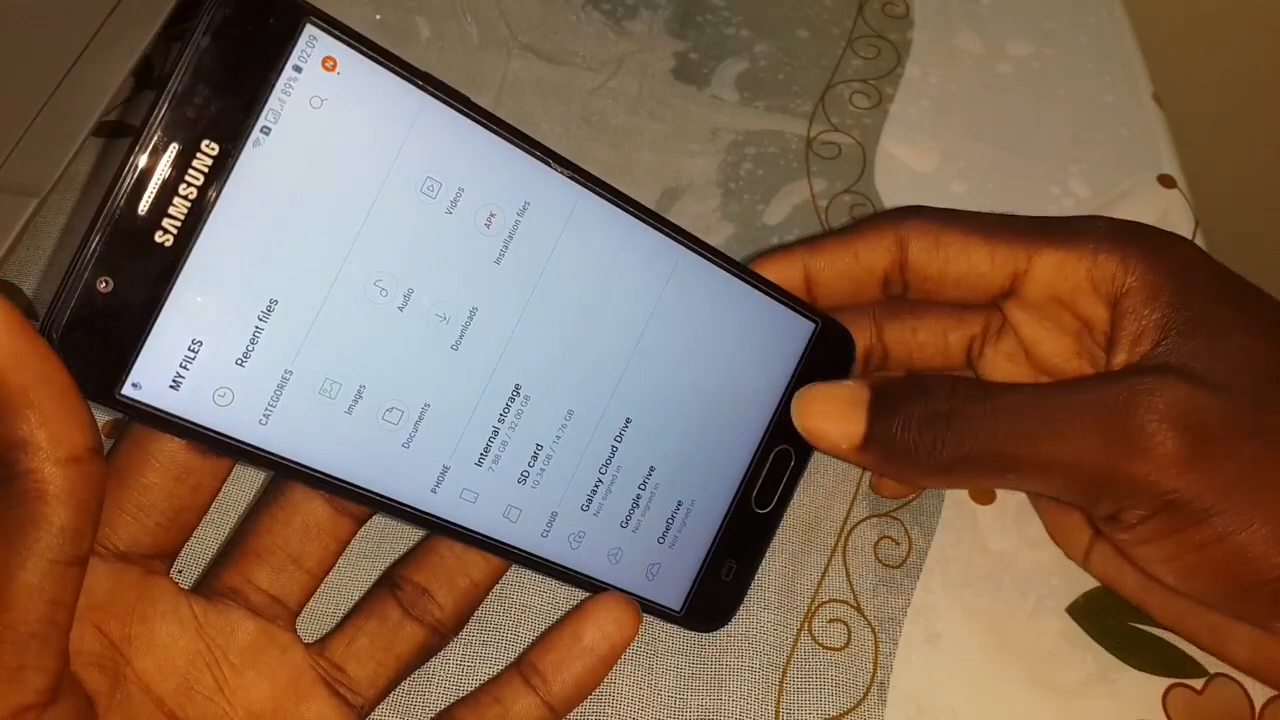 SAMSUNG
89% 02:09
MY FILES
N
Recent files
CATEGORIES
Images
Audio
Videos
Documents
Downloads
APK
Installation files
PHONE
Internal storage
7.88 GB / 32.00 GB
SD card
10.34 GB / 14.76 GB
CLOUD
Galaxy Cloud Drive
Not signed in
Google Drive
Not signed in
OneDrive
Not signed in